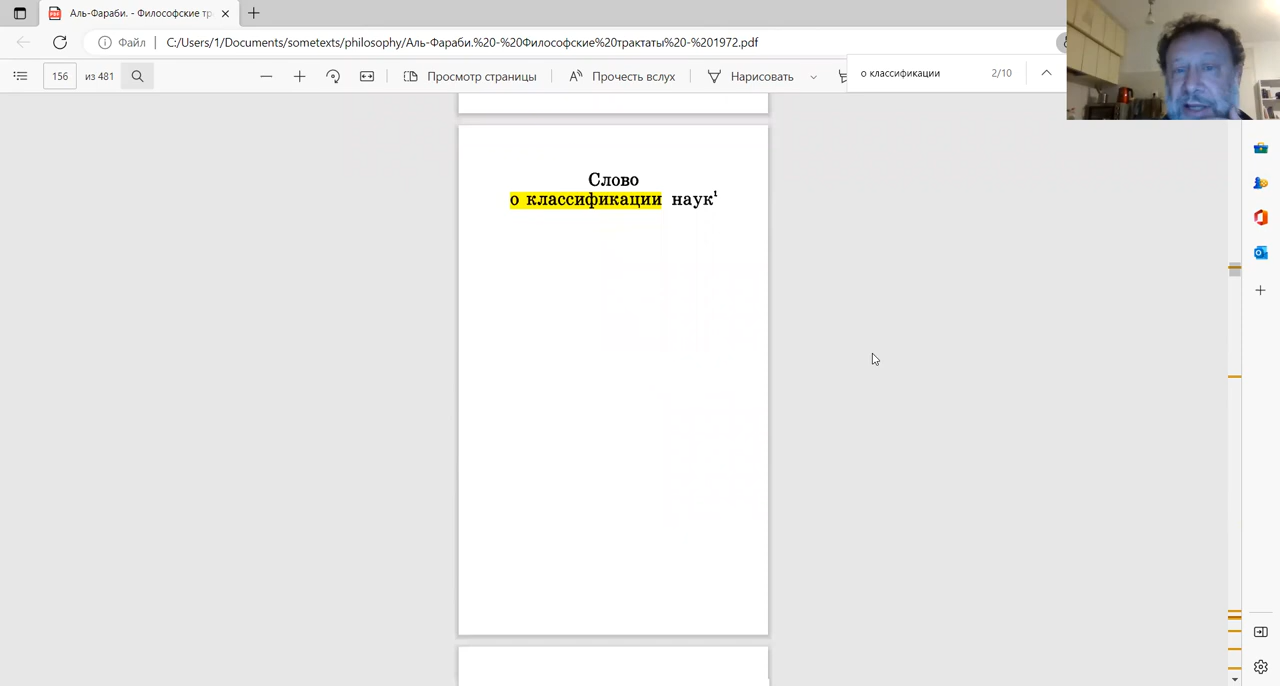 Аль-Фараби. - Философские тр
Файл
C:/Users/1/Documents/sometexts/philosophy/Аль-Фараби.%20-%20Философские%20трактаты%20-%201972.pdf
156 из 481
Просмотр страницы
Прочесть вслух
Нарисовать
о классификации 2/10
Слово
о классификации наук¹